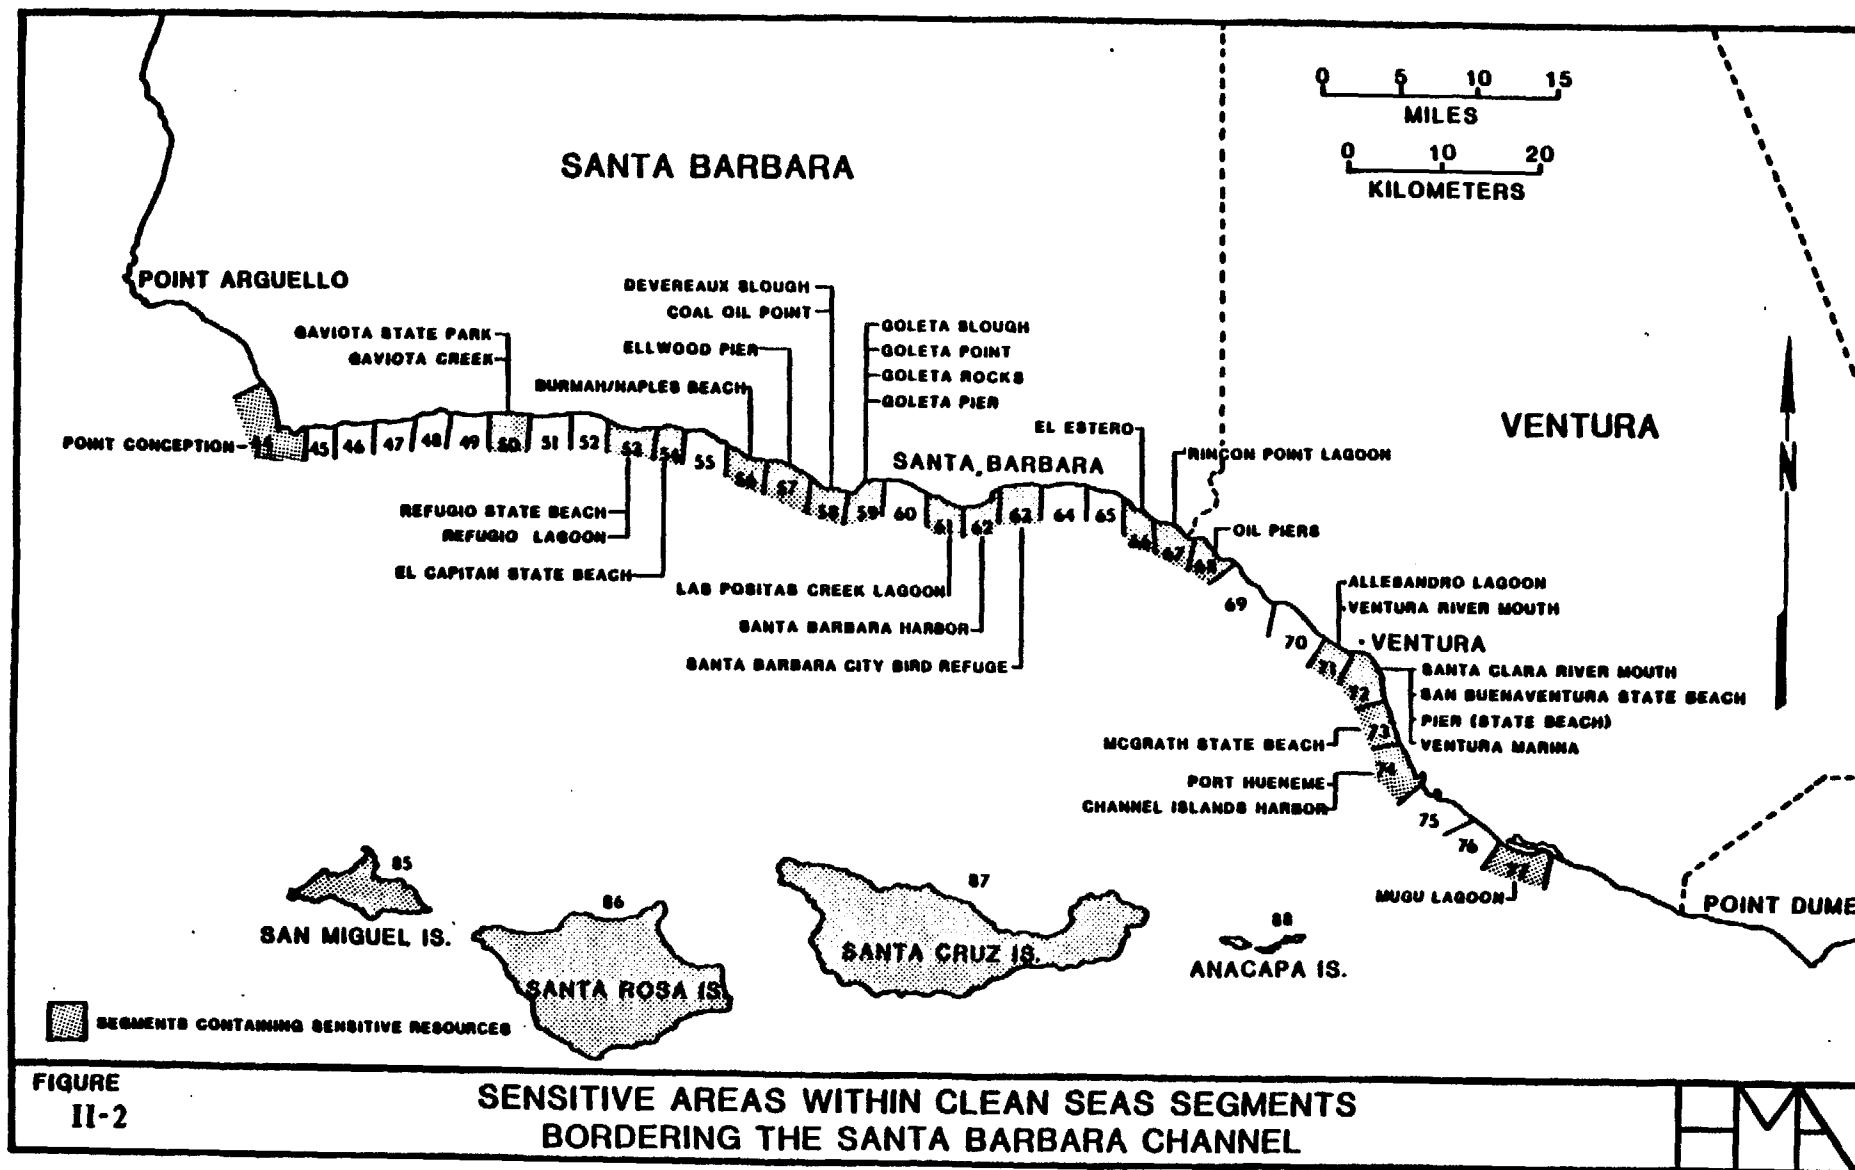 0 5 10 15
MILES
0 10 20
KILOMETERS
SANTA BARBARA
POINT ARGUELLO
DEVEREAUX SLOUGH
COAL OIL POINT
GAVIOTA STATE PARK
GAVIOTA CREEK
ELLWOOD PIER
BURMAH/NAPLES BEACH
GOLETA SLOUGH
GOLETA POINT
GOLETA ROCKS
GOLETA PIER
VENTURA
N
EL ESTERO
RINCON POINT LAGOON
SANTA BARBARA
POINT CONCEPTION
44 45 46 47 48 49 50 51 52 53 54 55 56 57 58 59 60 61 62 63 64 65 66 67 68
REFUGIO STATE BEACH
REFUGIO LAGOON
EL CAPITAN STATE BEACH
OIL PIERS
LAS POSITAS CREEK LAGOON
SANTA BARBARA HARBOR
SANTA BARBARA CITY BIRD REFUGE
69
70
71
72
73
74
75
76
77
ALLESANDRO LAGOON
VENTURA RIVER MOUTH
VENTURA
SANTA CLARA RIVER MOUTH
SAN BUENAVENTURA STATE BEACH
PIER (STATE BEACH)
VENTURA MARINA
MCGRATH STATE BEACH
PORT HUENEME
CHANNEL ISLANDS HARBOR
MUGU LAGOON
POINT DUME
85
SAN MIGUEL IS.
86
SANTA ROSA IS.
87
SANTA CRUZ IS.
88
ANACAPA IS.
SEGMENTS CONTAINING SENSITIVE RESOURCES
FIGURE
II-2
SENSITIVE AREAS WITHIN CLEAN SEAS SEGMENTS
BORDERING THE SANTA BARBARA CHANNEL